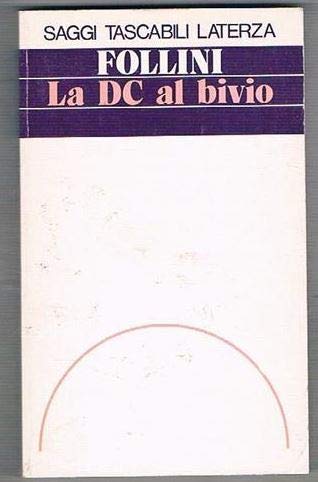 SAGGI TASCABILI LATERZA
FOLLINI
La DC al bivio